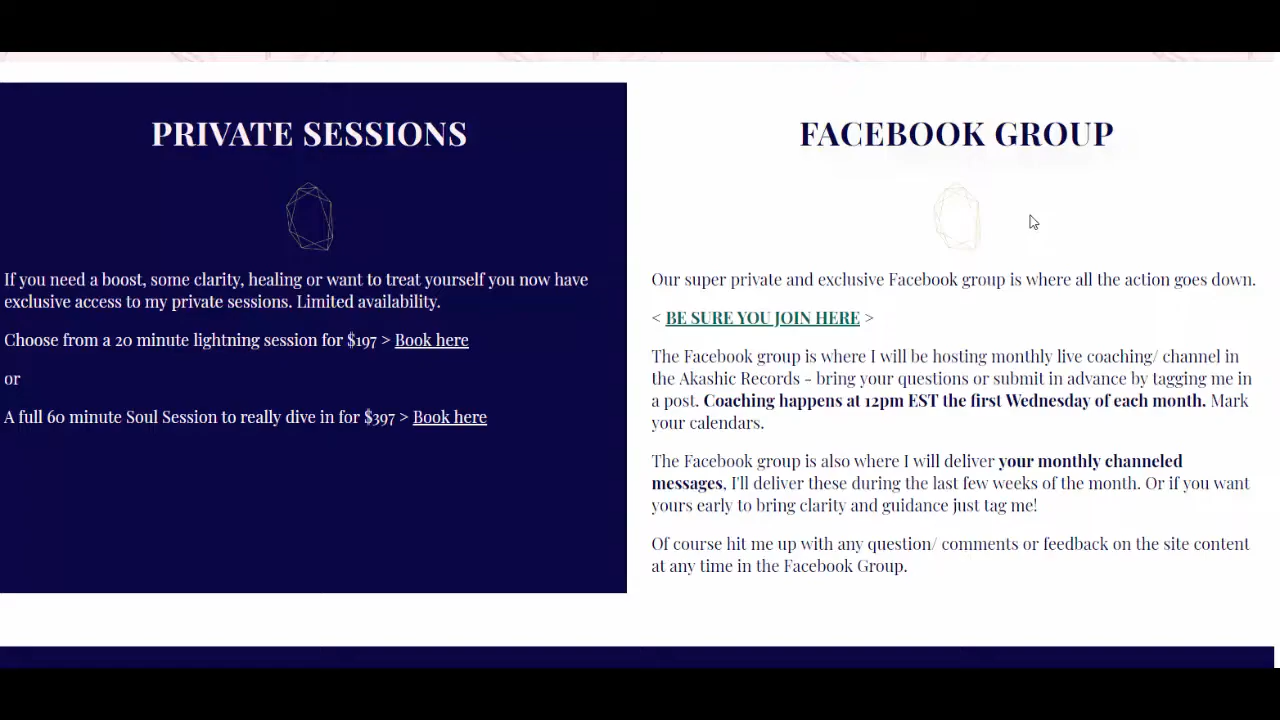 PRIVATE SESSIONS
If you need a boost, some clarity, healing or want to treat yourself you now have
exclusive access to my private sessions. Limited availability.
Choose from a 20 minute lightning session for $197 > Book here
or
A full 60 minute Soul Session to really dive in for $397 > Book here
FACEBOOK GROUP
Our super private and exclusive Facebook group is where all the action goes down.
< BE SURE YOU JOIN HERE >
The Facebook group is where I will be hosting monthly live coaching/ channel in
the Akashic Records - bring your questions or submit in advance by tagging me in
a post. Coaching happens at 12pm EST the first Wednesday of each month. Mark
your calendars.
The Facebook group is also where I will deliver your monthly channeled
messages, I'll deliver these during the last few weeks of the month. Or if you want
yours early to bring clarity and guidance just tag me!
Of course hit me up with any question/ comments or feedback on the site content
at any time in the Facebook Group.